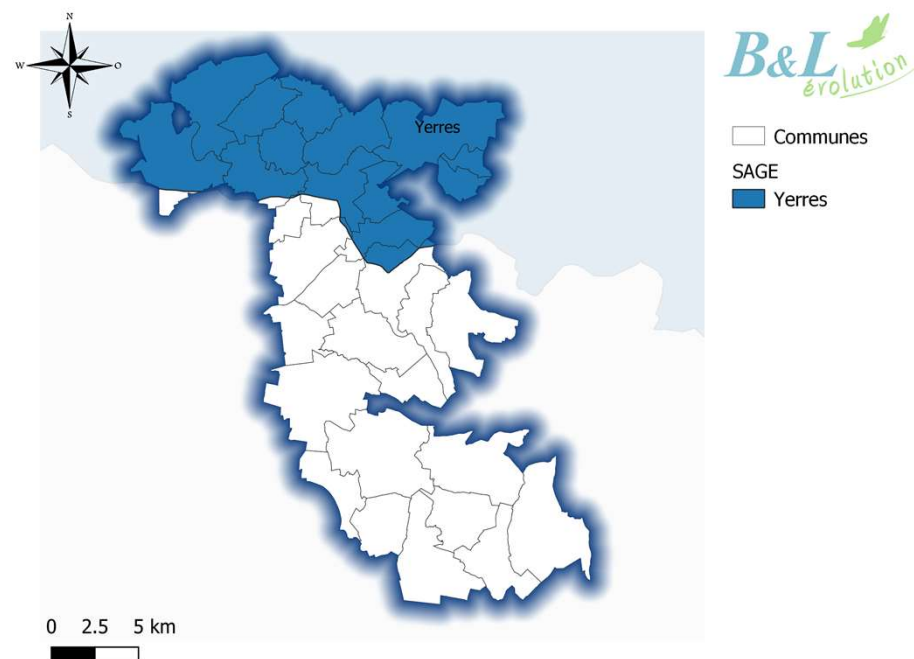 N
W
O
S
B&L
évolution
Communes
SAGE
Yerres
Yerres
0 2.5 5 km